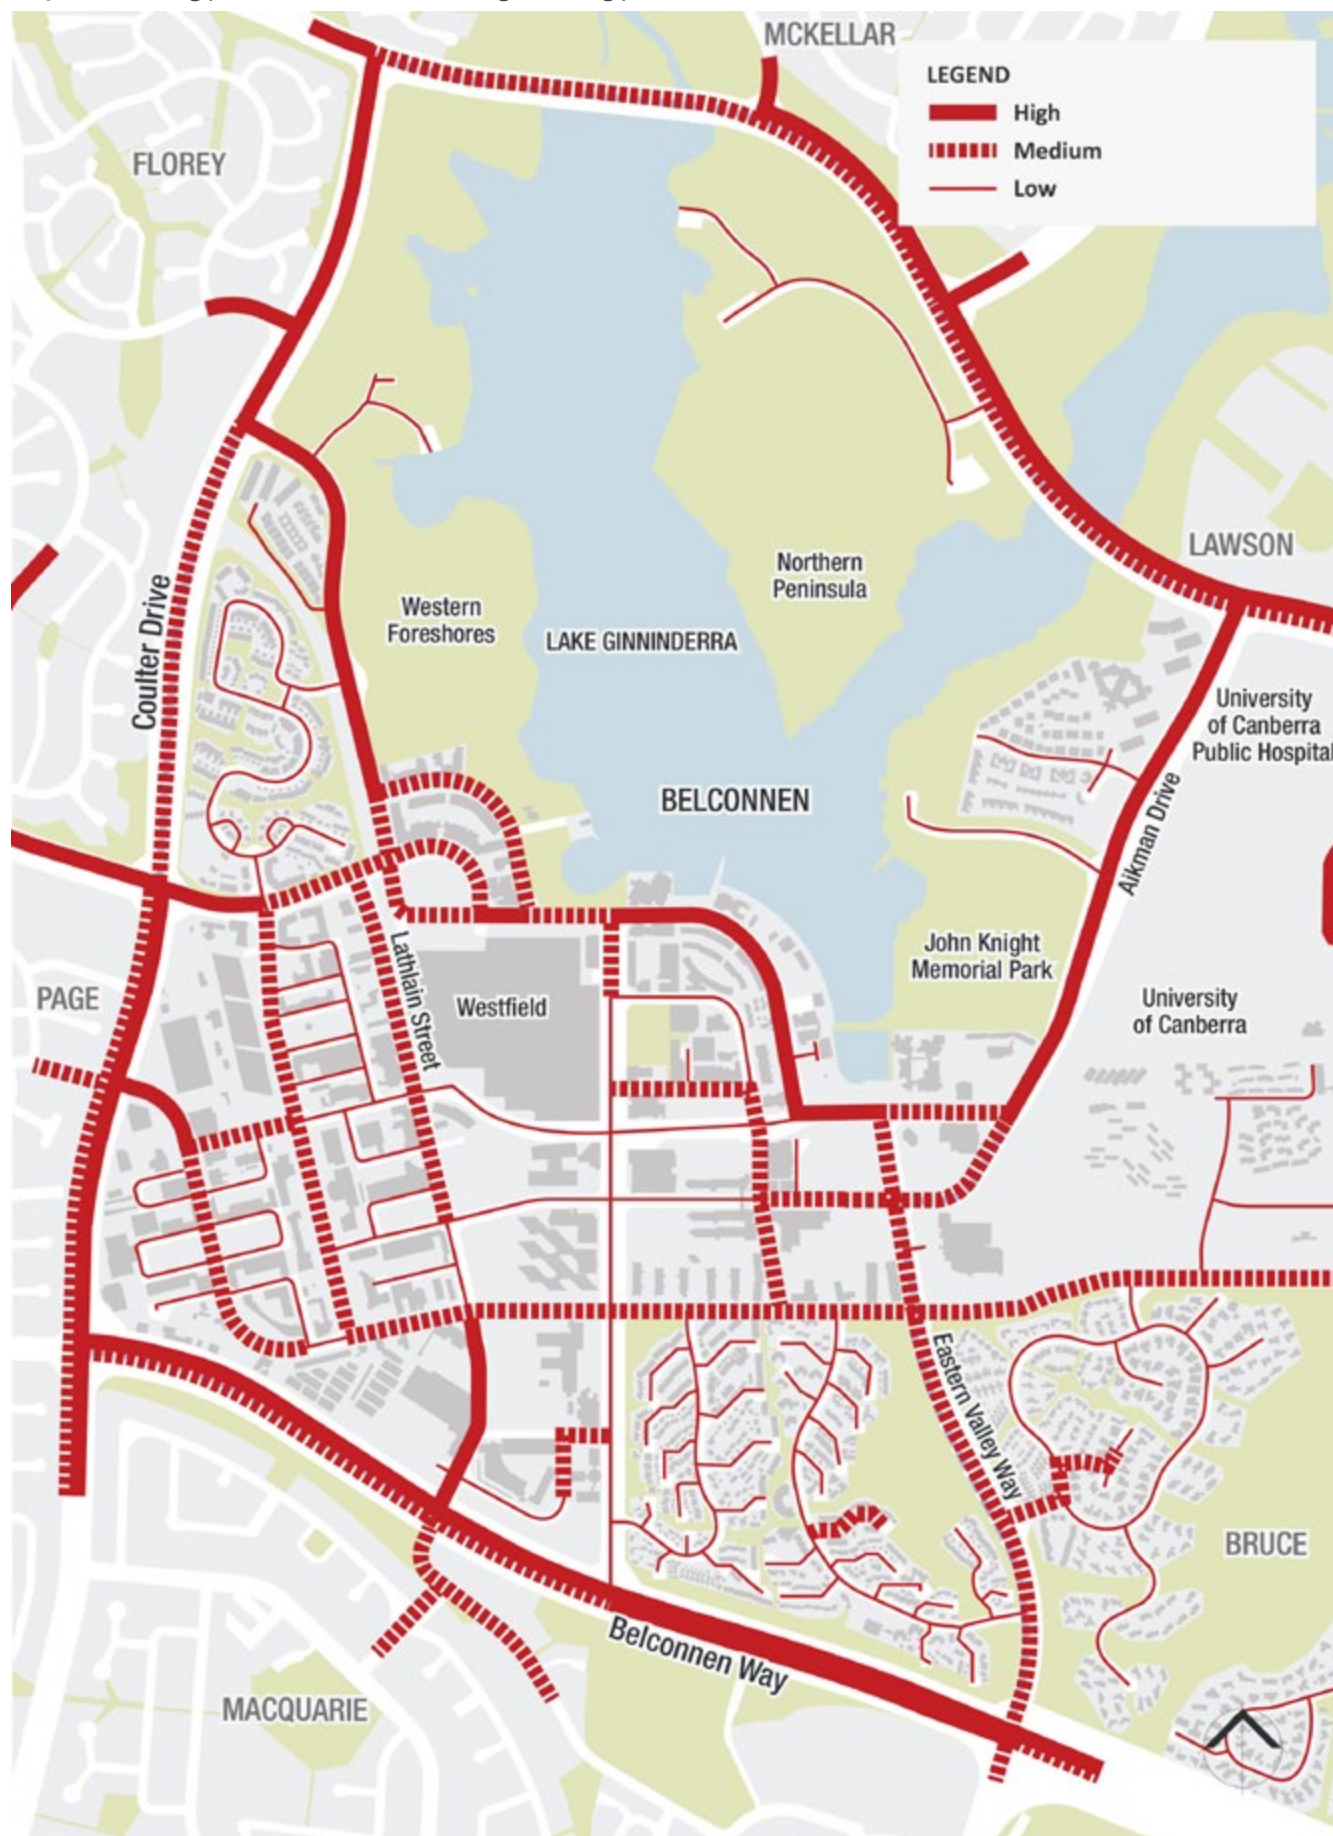 MCKELLAR
LEGEND
High
Medium
Low
FLOREY
LAWSON
Northern
Peninsula
Western
Foreshores
LAKE GINNINDERRA
Coulter Drive
University
of Canberra
Public Hospital
BELCONNEN
Aikman Drive
John Knight
Memorial Park
Lathlain Street
PAGE
Westfield
University
of Canberra
Eastern Valley Way
BRUCE
Belconnen Way
MACQUARIE